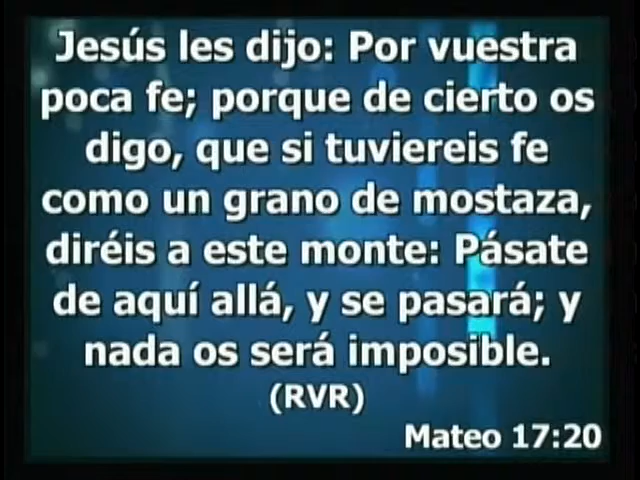 Jesús les dijo: Por vuestra
poca fe; porque de cierto os
digo, que si tuviereis fe
como un grano de mostaza,
diréis a este monte: Pásate
de aquí allá, y se pasará; y
nada os será imposible.
(RVR)
Mateo 17:20